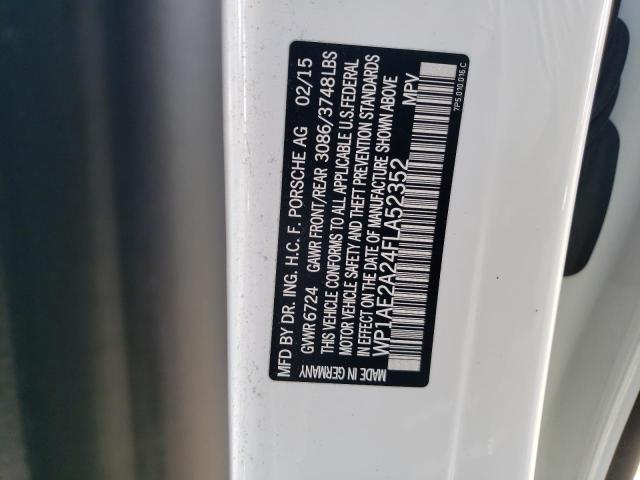 MFD BY DR. ING. H.C. F. PORSCHE AG 02/15
GVWR 6724 GAWR FRONT/REAR 3086/3748LBS
THIS VEHICLE CONFORMS TO ALL APPLICABLE U.S. FEDERAL
MOTOR VEHICLE SAFETY AND THEFT PREVENTION STANDARDS
IN EFFECT ON THE DATE OF MANUFACTURE SHOWN ABOVE
WP1AE2A24FLA52352 MPV
MADE IN GERMANY 7P5.010.016.C